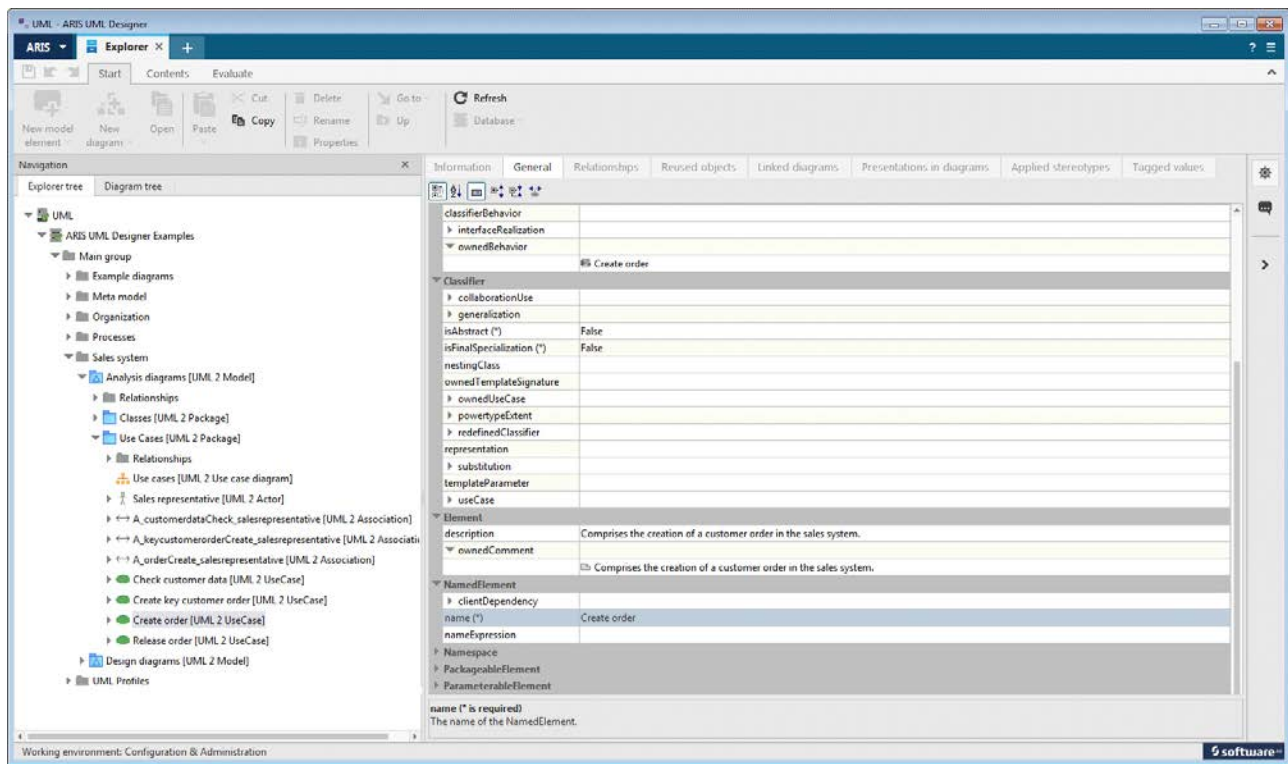 UML - ARIS UML Designer
ARIS
Explorer
Start Contents Evaluate
Cut Delete Go to Refresh
Copy Rename Up Database
New model element New diagram Open Paste Properties
Navigation
Explorer tree Diagram tree
UML
ARIS UML Designer Examples
Main group
Example diagrams
Meta model
Organization
Processes
Sales system
Analysis diagrams [UML 2 Model]
Relationships
Classes [UML 2 Package]
Use Cases [UML 2 Package]
Relationships
Use cases [UML 2 Use case diagram]
Sales representative [UML 2 Actor]
A_customerdataCheck_salesrepresentative [UML 2 Association]
A_keycustomerorderCreate_salesrepresentative [UML 2 Associati
A_orderCreate_salesrepresentative [UML 2 Association]
Check customer data [UML 2 UseCase]
Create key customer order [UML 2 UseCase]
Create order [UML 2 UseCase]
Release order [UML 2 UseCase]
Design diagrams [UML 2 Model]
UML Profiles
Information General Relationships Reused objects Linked diagrams Presentations in diagrams Applied stereotypes Tagged values
classifierBehavior
interfaceRealization
ownedBehavior
Create order
Classifier
collaborationUse
generalization
isAbstract (*) False
isFinalSpecialization (*) False
nestingClass
ownedTemplateSignature
ownedUseCase
powertypeExtent
redefinedClassifier
representation
substitution
templateParameter
useCase
Element
description Comprises the creation of a customer order in the sales system.
ownedComment
Comprises the creation of a customer order in the sales system.
NamedElement
clientDependency
name (*) Create order
nameExpression
Namespace
PackageableElement
ParameterableElement
name (* is required)
The name of the NamedElement.
Working environment: Configuration & Administration
software AG